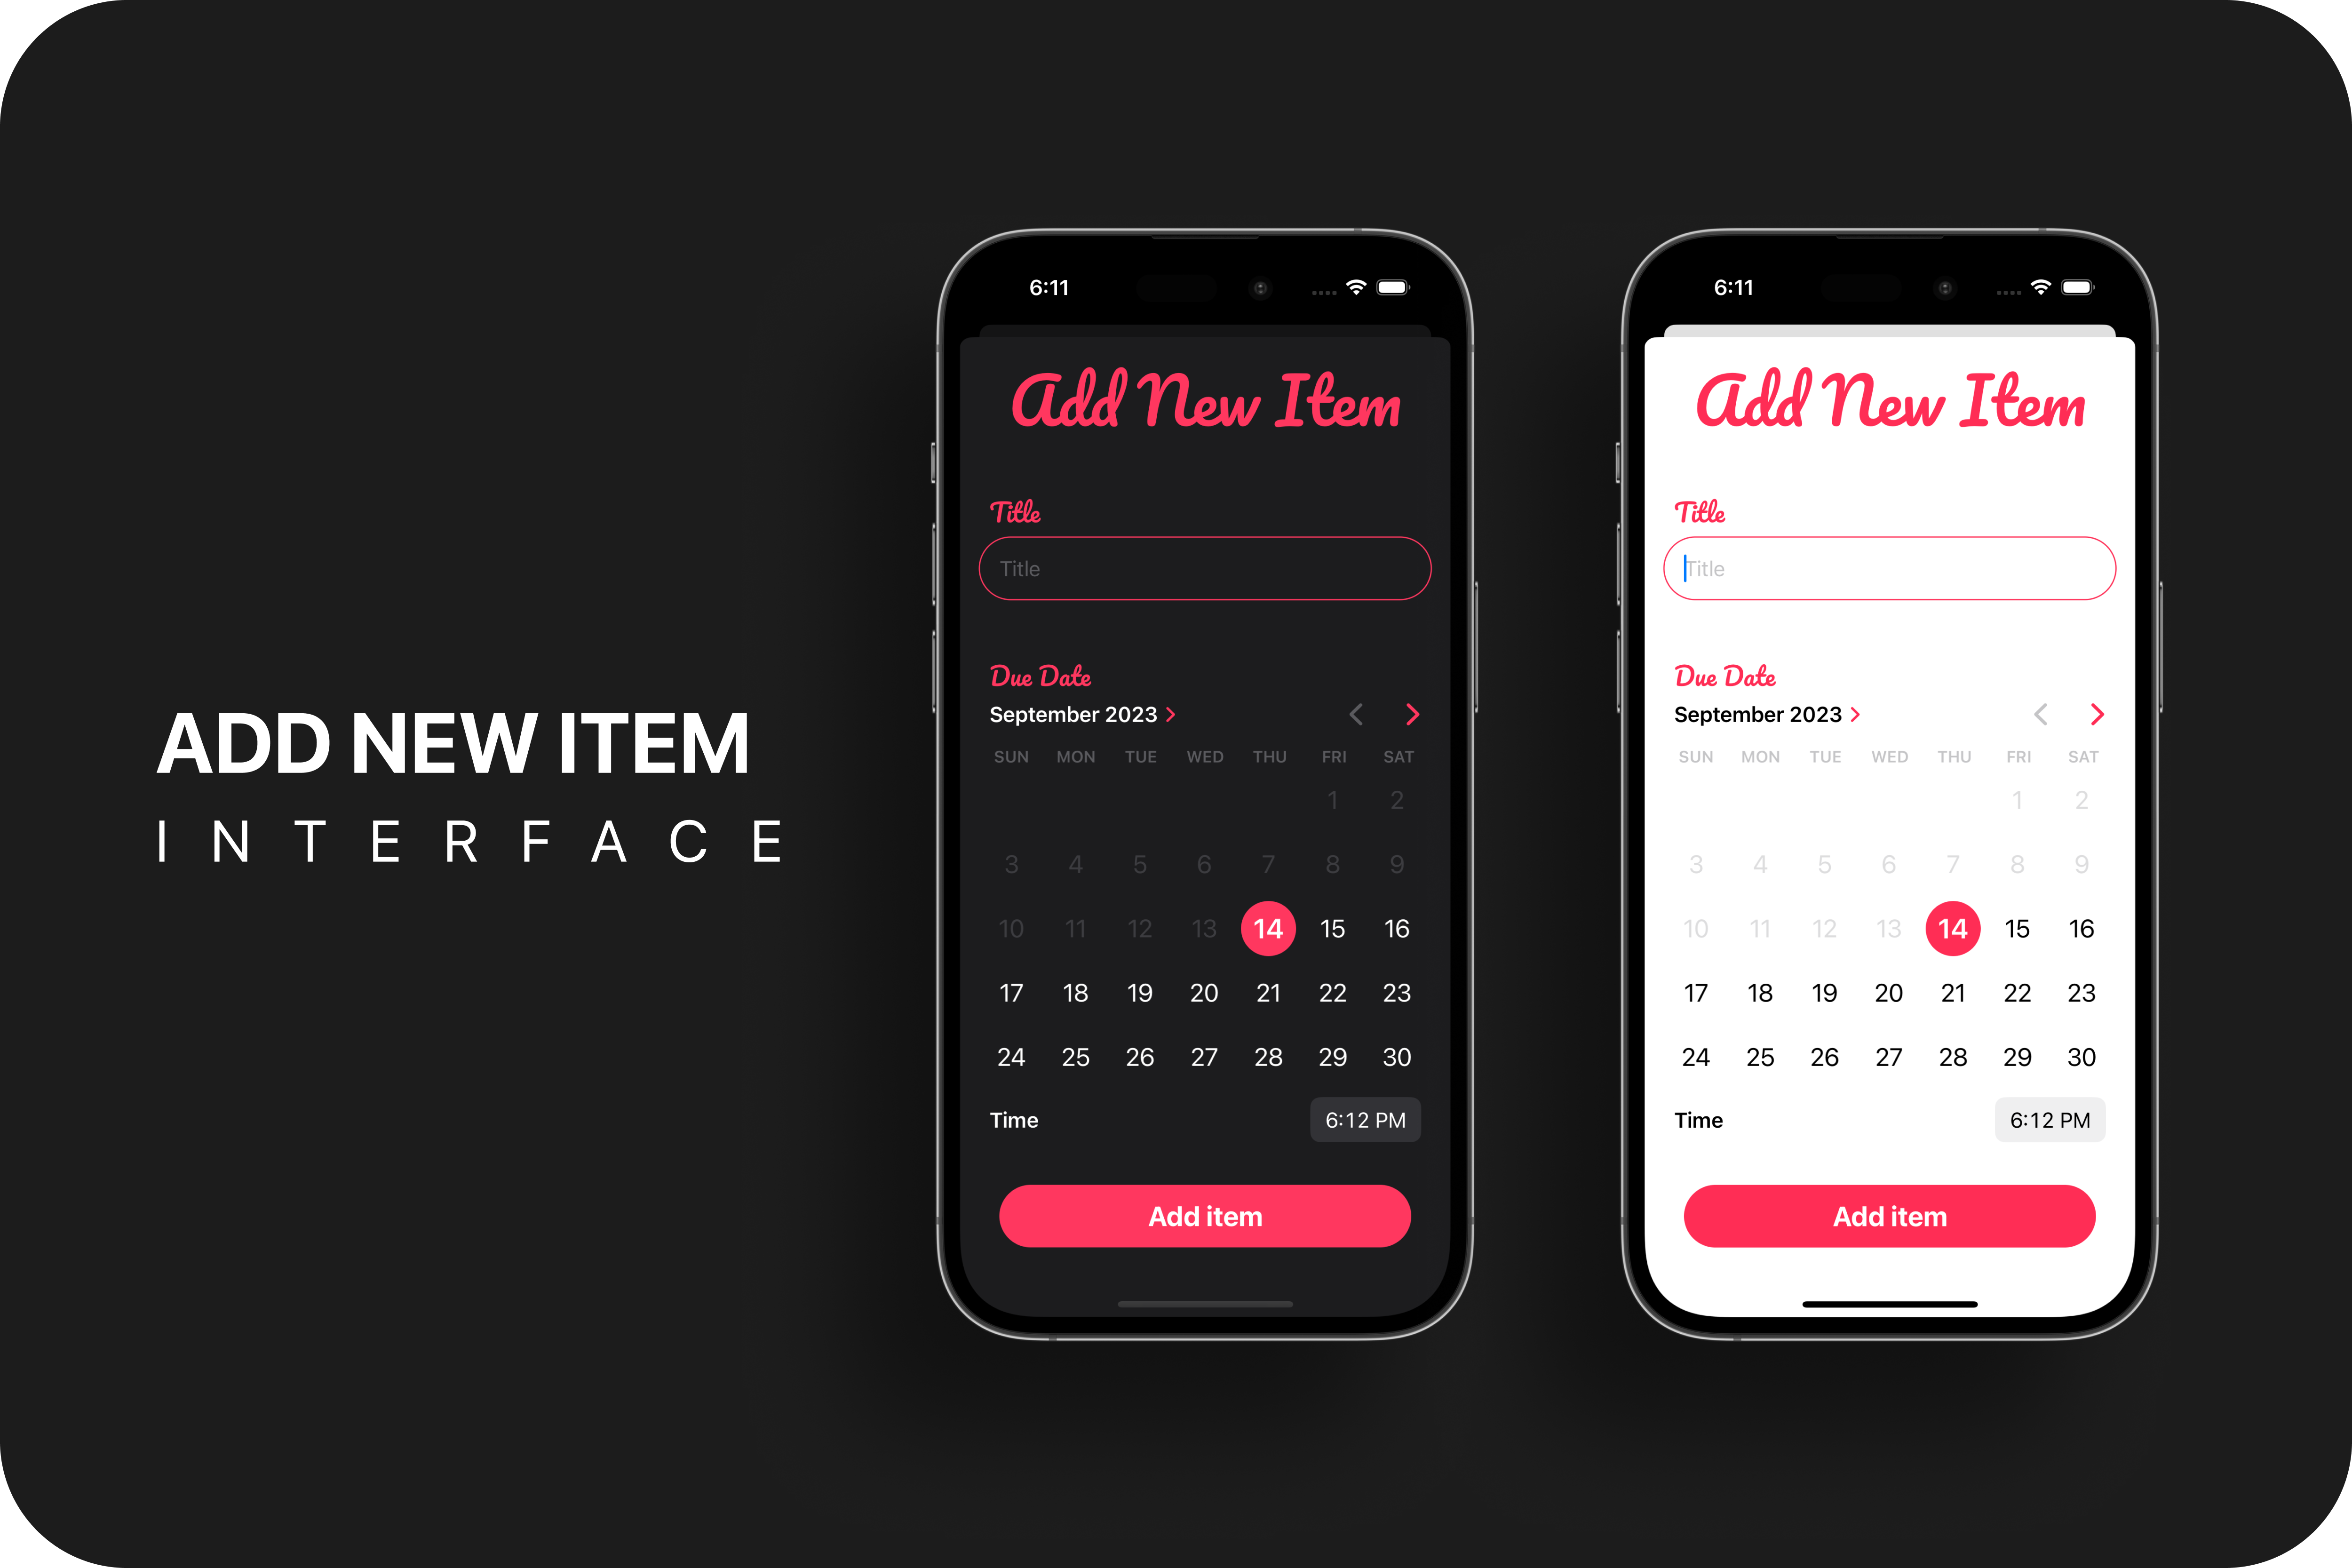 ADD NEW ITEM
INTERFACE
6:11
Add New Item
Title
Title
Due Date
September 2023
SUN MON TUE WED THU FRI SAT
1 2
3 4 5 6 7 8 9
10 11 12 13 14 15 16
17 18 19 20 21 22 23
24 25 26 27 28 29 30
Time 6:12 PM
Add item
6:11
Add New Item
Title
Title
Due Date
September 2023
SUN MON TUE WED THU FRI SAT
1 2
3 4 5 6 7 8 9
10 11 12 13 14 15 16
17 18 19 20 21 22 23
24 25 26 27 28 29 30
Time 6:12 PM
Add item